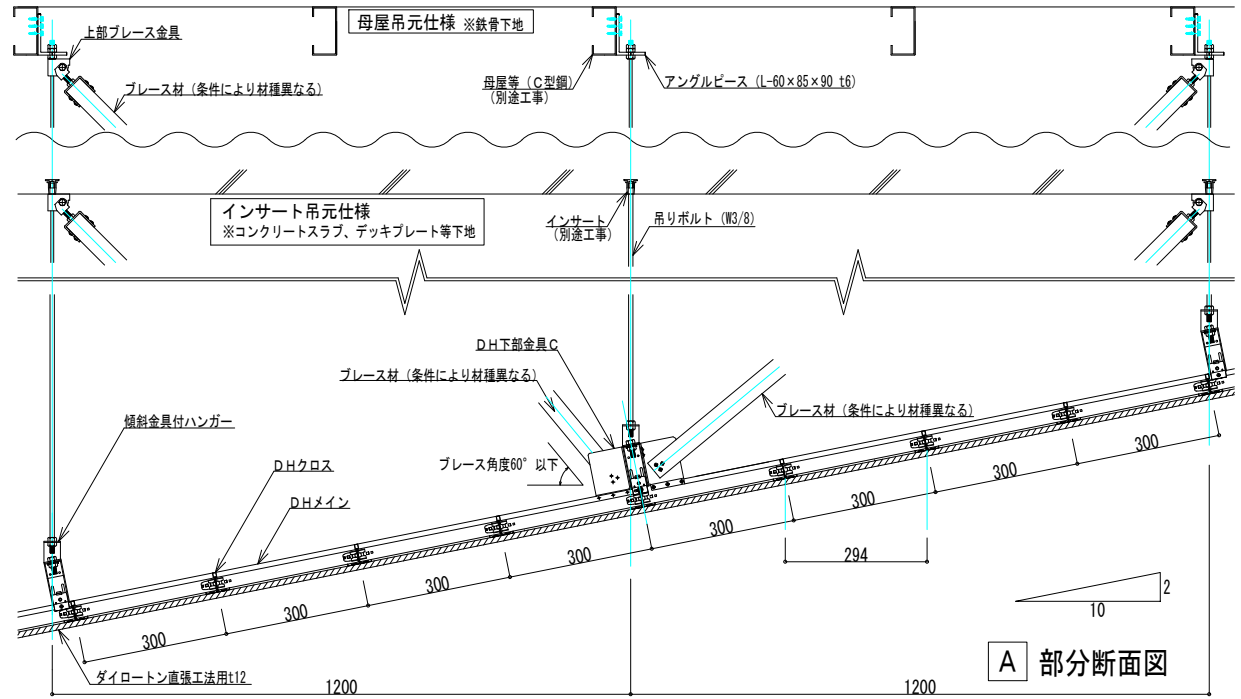 母屋吊元仕様 ※鉄骨下地
上部ブレース金具
ブレース材（条件により材種異なる）
母屋等（C型鋼）
（別途工事）
アングルピース（L-60×85×90 t6）
インサート吊元仕様
※コンクリートスラブ、デッキプレート等下地
インサート
（別途工事）
吊りボルト（W3/8）
DH下部金具C
ブレース材（条件により材種異なる）
ブレース材（条件により材種異なる）
傾斜金具付ハンガー
ブレース角度60°以下
DHクロス
DHメイン
300
300
300
300
300
300
300
300
294
2
10
ダイロートン直張工法用t12
A 部分断面図
1200
1200